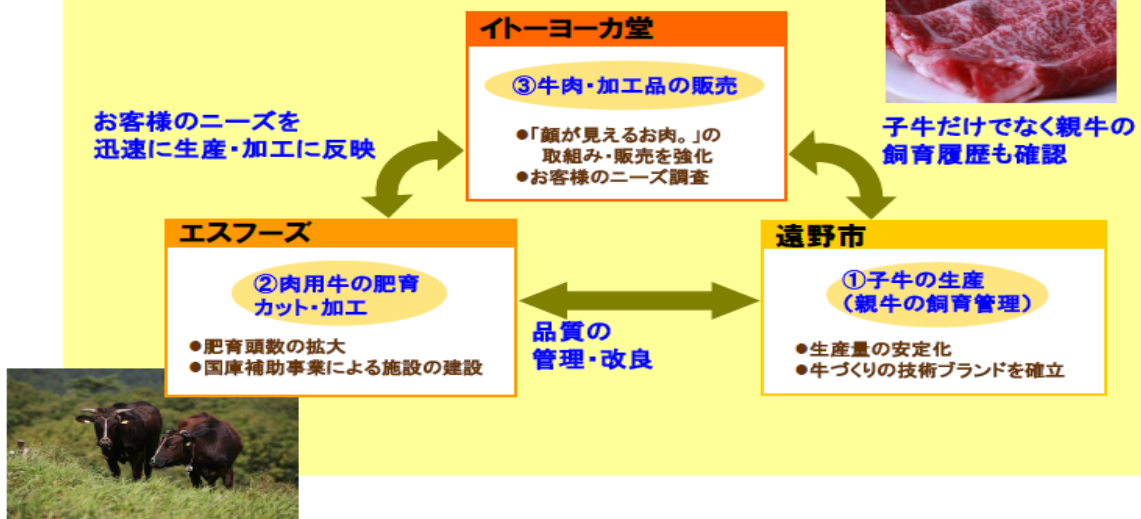 イトーヨーカ堂
③牛肉・加工品の販売
●「顔が見えるお肉。」の
取組み・販売を強化
●お客様のニーズ調査
お客様のニーズを
迅速に生産・加工に反映
子牛だけでなく親牛の
飼育履歴も確認
エスフーズ
②肉用牛の肥育
カット・加工
●肥育頭数の拡大
●国庫補助事業による施設の建設
品質の
管理・改良
遠野市
①子牛の生産
（親牛の飼育管理）
●生産量の安定化
●牛づくりの技術ブランドを確立